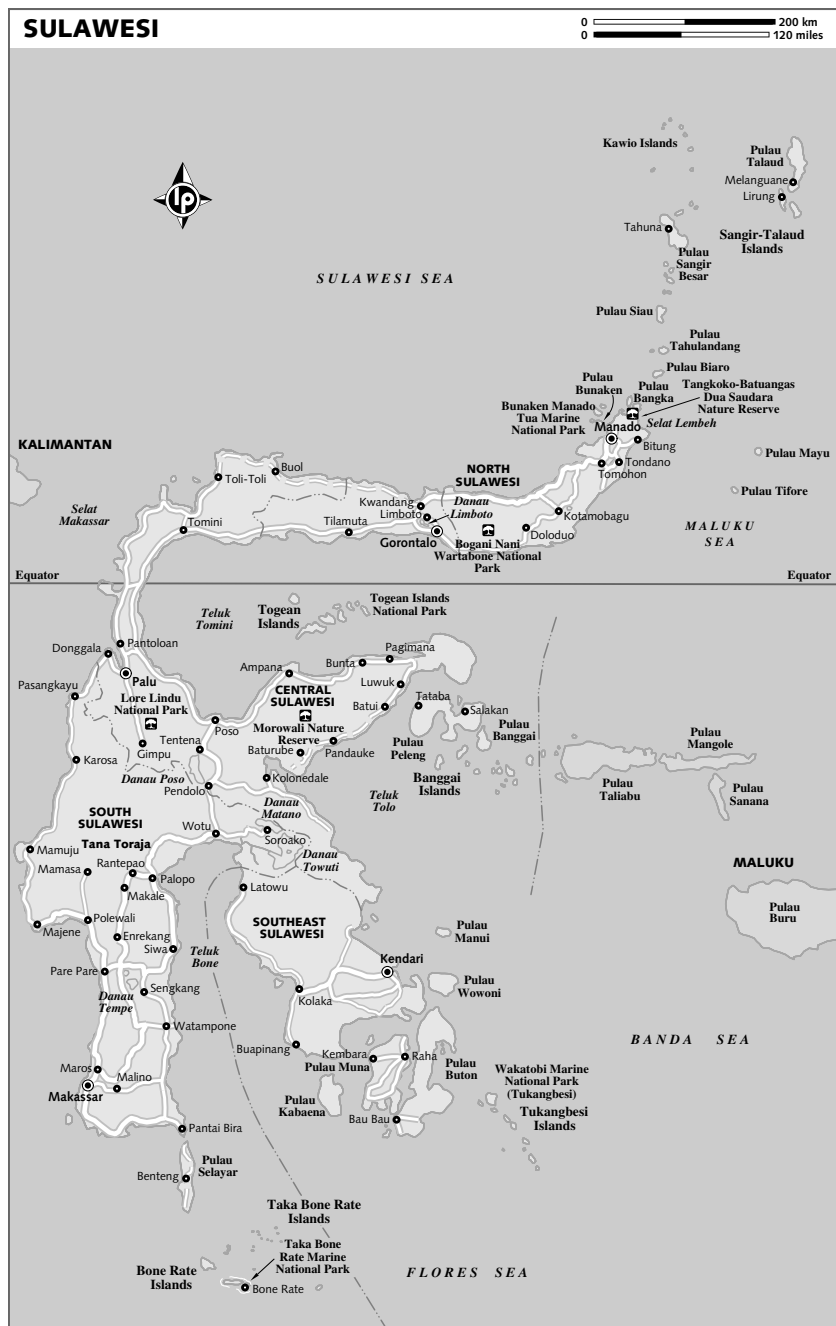 SULAWESI
0 200 km
0 120 miles
Kawio Islands
Pulau
Talaud
Melanguane
Lirung
Tahuna
Sangir-Talaud
Islands
Pulau
Sangir
Besar
SULAWESI SEA
Pulau Siau
Pulau
Tahulandang
Pulau Biaro
Pulau
Bunaken
Pulau
Bangka
Tangkoko-Batuangas
Dua Saudara
Nature Reserve
Bunaken Manado
Tua Marine
National Park
Manado
Selat Lembeh
Bitung
KALIMANTAN
Pulau Mayu
NORTH
SULAWESI
Tondano
Tomohon
Buol
Toli-Toli
Pulau Tifore
Selat
Makassar
Kwandang
Limboto
Danau
Limboto
Kotamobagu
Tomini
Tilamuta
Gorontalo
Doloduo
MALUKU
SEA
Bogani Nani
Wartabone National
Park
Equator
Equator
Teluk
Tomini
Togean
Islands
Togean Islands
National Park
Pantoloan
Donggala
Palu
Ampana
Bunta
Pagimana
Luwuk
Pasangkayu
Lore Lindu
National Park
CENTRAL
SULAWESI
Batui
Tataba
Salakan
Poso
Morowali Nature
Reserve
Pulau
Banggai
Gimpu
Tentena
Baturube
Pandauke
Pulau
Peleng
Pulau
Mangole
Karosa
Danau Poso
Kolonedale
Banggai
Islands
Pendolo
Teluk
Tolo
Pulau
Taliabu
Pulau
Sanana
SOUTH
SULAWESI
Danau
Matano
Wotu
Soroako
Tana Toraja
Mamuju
Danau
Towuti
Mamasa
Rantepao
Palopo
MALUKU
Makale
Latowu
Pulau
Buru
Majene
Polewali
SOUTHEAST
SULAWESI
Pulau
Manui
Enrekang
Siwa
Teluk
Bone
Kendari
Pare Pare
Pulau
Wowoni
Danau
Tempe
Sengkang
Kolaka
Watampone
BANDA SEA
Buapinang
Kembara
Raha
Maros
Pulau Muna
Pulau
Buton
Wakatobi Marine
National Park
(Tukangbesi)
Malino
Makassar
Pulau
Kabaena
Tukangbesi
Islands
Bau Bau
Pantai Bira
Pulau
Selayar
Benteng
Taka Bone Rate
Islands
Taka Bone
Rate Marine
National Park
Bone Rate
Islands
Bone Rate
FLORES SEA
lp